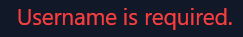 Username is required.